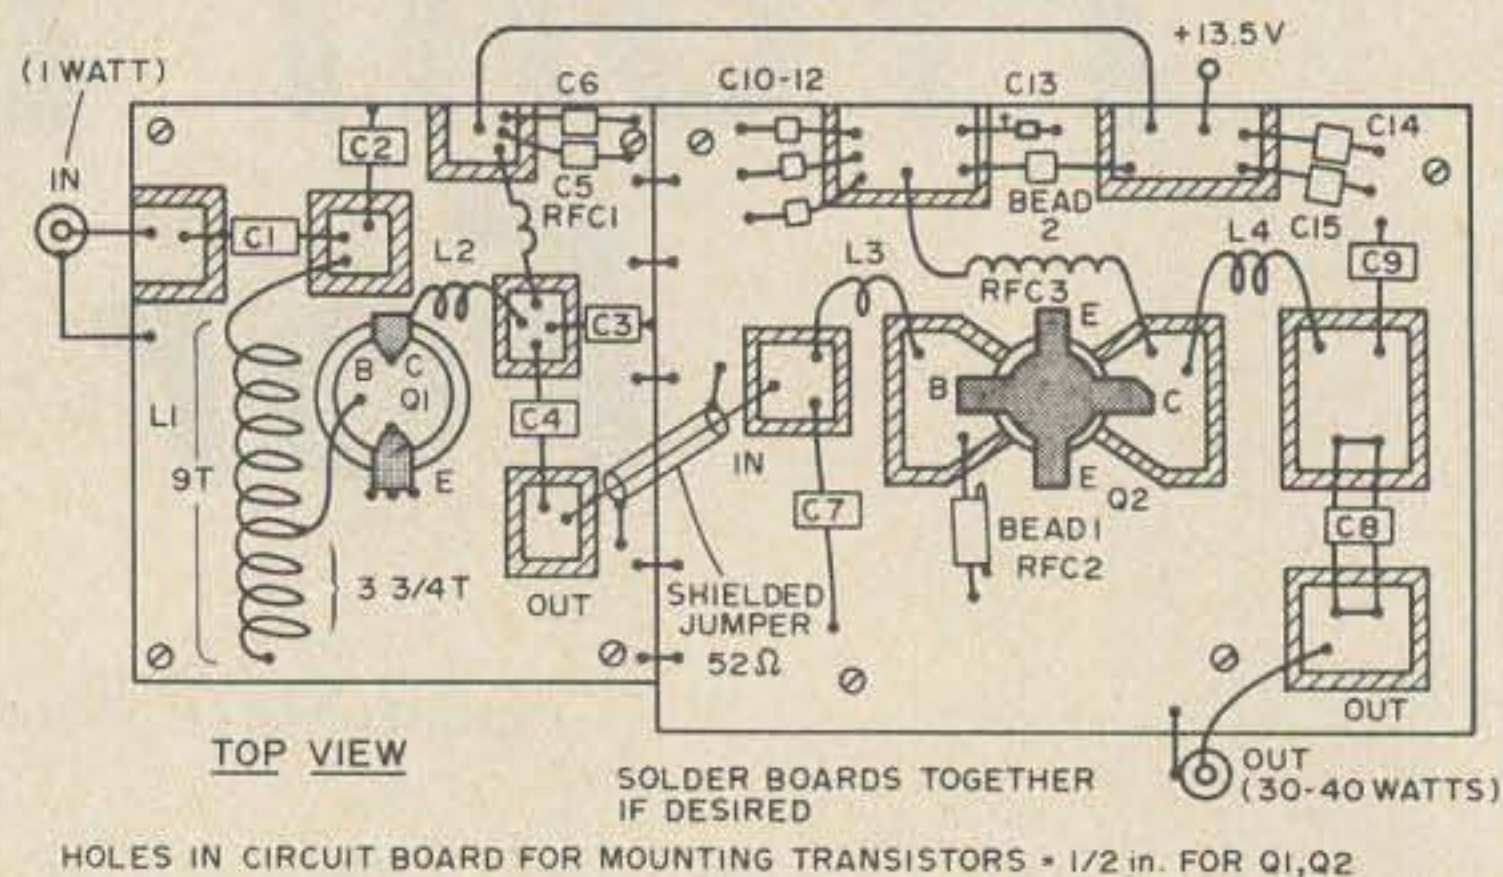 (1 WATT)
IN
C1
C2
C6
C5
RFC1
L2
C3
C4
B
C
Q1
E
L1
9T
3 3/4T
OUT
TOP VIEW
C10-12
C13
+13.5V
C14
C15
BEAD
2
L3
RFC3
L4
C9
B
E
C
E
Q2
IN
C7
BEAD1
RFC2
C8
SHIELDED
JUMPER
52Ω
OUT
OUT
(30-40 WATTS)
SOLDER BOARDS TOGETHER
IF DESIRED
HOLES IN CIRCUIT BOARD FOR MOUNTING TRANSISTORS = 1/2 in. FOR Q1,Q2